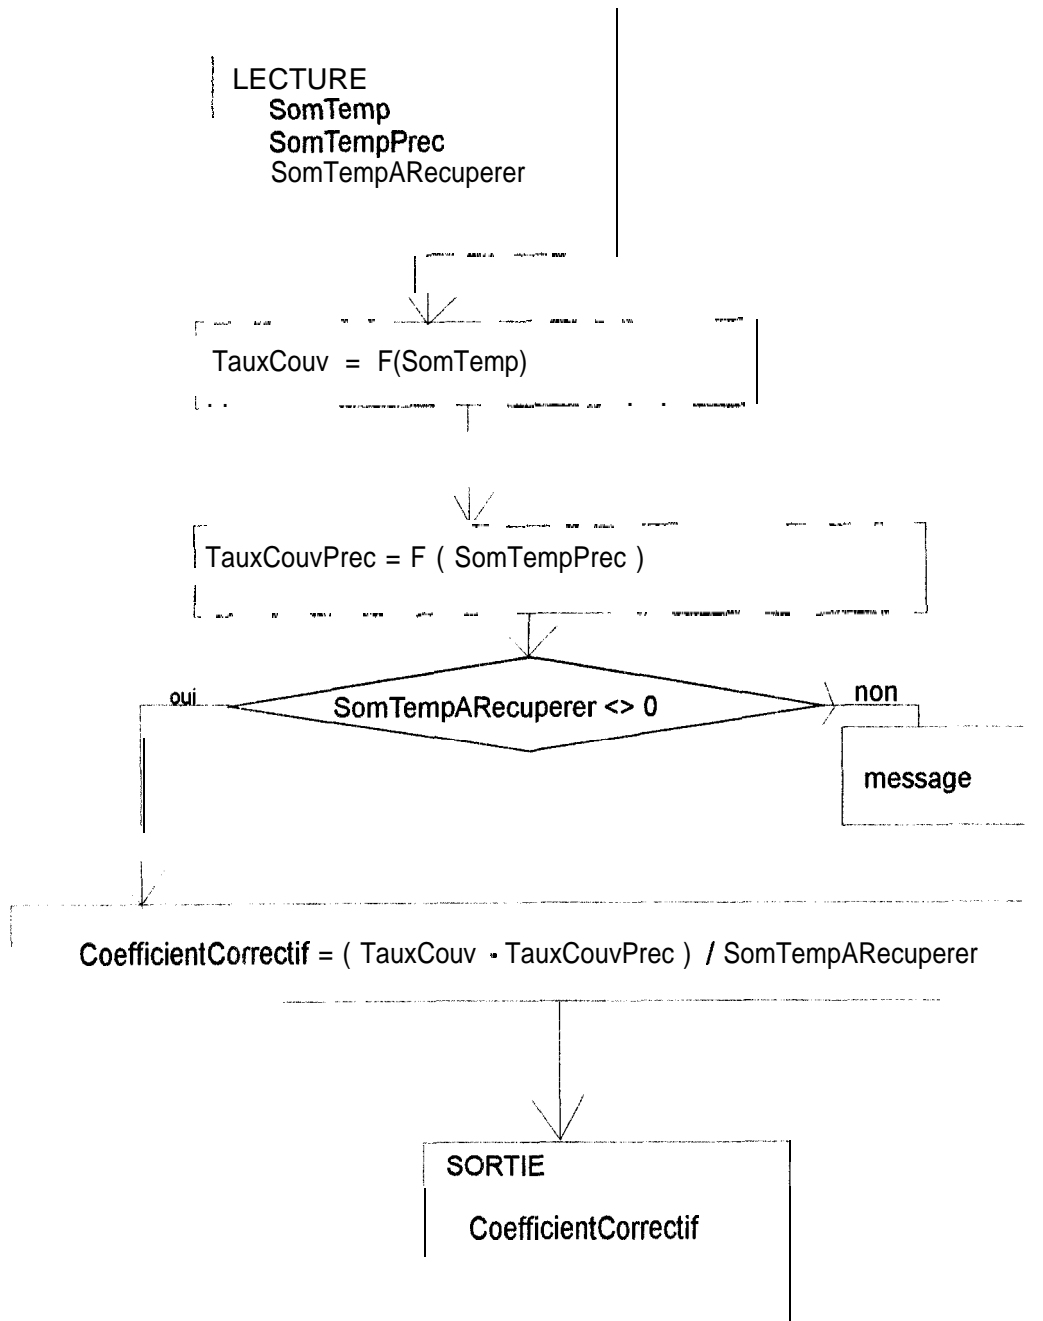 LECTURE
SomTemp
SomTempPrec
SomTempARecuperer
TauxCouv = F(SomTemp)
TauxCouvPrec = F ( SomTempPrec )
oui
SomTempARecuperer <> 0
non
message
CoefficientCorrectif = ( TauxCouv - TauxCouvPrec ) / SomTempARecuperer
SORTIE
CoefficientCorrectif